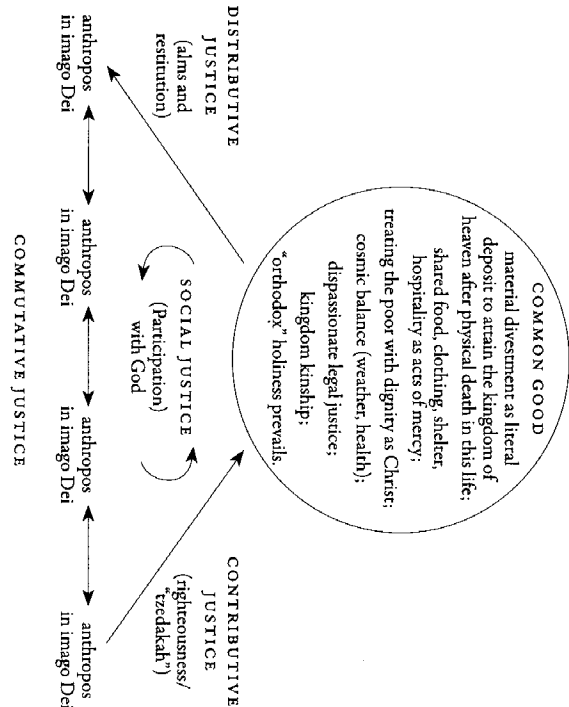 COMMON GOOD
material divestment as literal
deposit to attain the kingdom of
heaven after physical death in this life;
shared food, clothing, shelter,
hospitality as acts of mercy;
treating the poor with dignity as Christ;
cosmic balance (weather, health);
dispassionate legal justice;
kingdom kinship;
"orthodox" holiness prevails.
DISTRIBUTIVE
JUSTICE
(alms and
restitution)
CONTRIBUTIVE
JUSTICE
(righteousness/
"tzedakah")
SOCIAL JUSTICE
(Participation)
with God
anthropos
in imago Dei
anthropos
in imago Dei
anthropos
in imago Dei
anthropos
in imago Dei
COMMUTATIVE JUSTICE